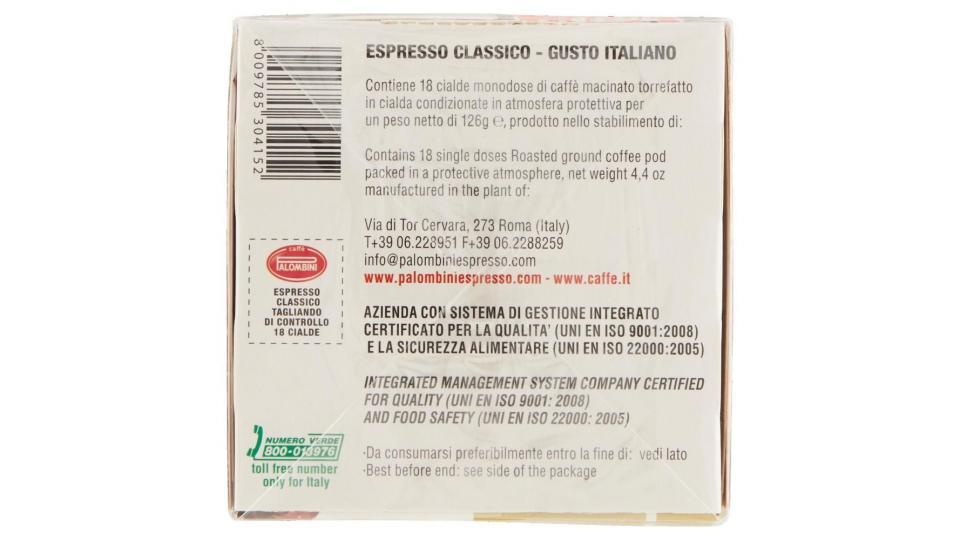 8 009785 304152
ESPRESSO CLASSICO - GUSTO ITALIANO
Contiene 18 cialde monodose di caffè macinato torrefatto
in cialda condizionate in atmosfera protettiva per
un peso netto di 126g ℮, prodotto nello stabilimento di:
Contains 18 single doses Roasted ground coffee pod
packed in a protective atmosphere, net weight 4,4 oz
manufactured in the plant of:
Via di Tor Cervara, 273 Roma (Italy)
T+39 06.228951 F+39 06.2288259
info@palombiniespresso.com
www.palombiniespresso.com - www.caffe.it
caffè
PALOMBINI
ESPRESSO
CLASSICO
TAGLIANDO
DI CONTROLLO
18 CIALDE
AZIENDA CON SISTEMA DI GESTIONE INTEGRATO
CERTIFICATO PER LA QUALITA' (UNI EN ISO 9001:2008)
E LA SICUREZZA ALIMENTARE (UNI EN ISO 22000:2005)
INTEGRATED MANAGEMENT SYSTEM COMPANY CERTIFIED
FOR QUALITY (UNI EN ISO 9001: 2008)
AND FOOD SAFETY (UNI EN ISO 22000: 2005)
NUMERO VERDE
800-013976
toll free number
only for Italy
·Da consumarsi preferibilmente entro la fine di: vedi lato
·Best before end: see side of the package